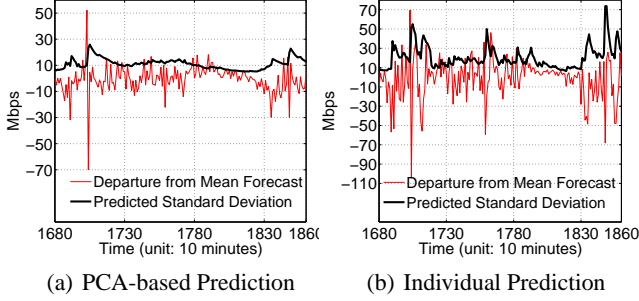 50
30
10
−10
−30
−50
−70
Mbps
Departure from Mean Forecast
Predicted Standard Deviation
1680 1730 1780 1830 1860
Time (unit: 10 minutes)
(a) PCA-based Prediction
70
50
30
10
−10
−30
−50
−70
−90
−110
Mbps
Departure from Mean Forecast
Predicted Standard Deviation
1680 1730 1780 1830 1860
Time (unit: 10 minutes)
(b) Individual Prediction